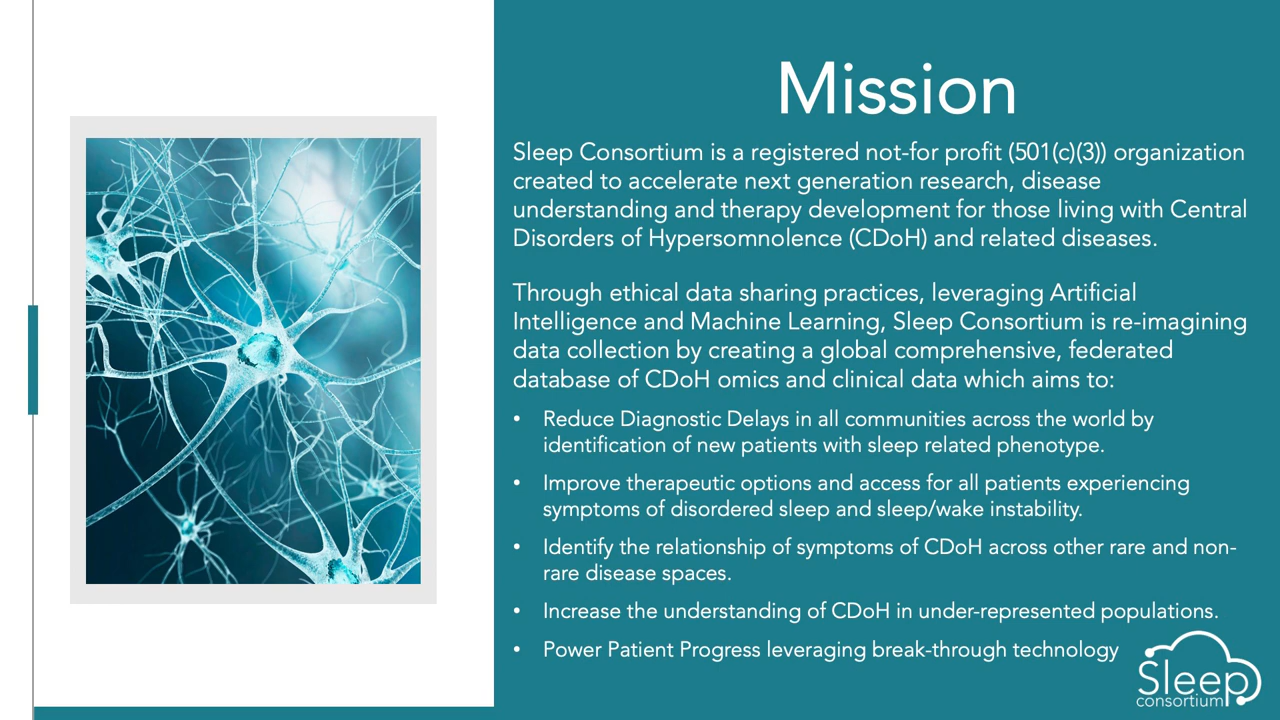 Mission
Sleep Consortium is a registered not-for profit (501(c)(3)) organization
created to accelerate next generation research, disease
understanding and therapy development for those living with Central
Disorders of Hypersomnolence (CDoH) and related diseases.
Through ethical data sharing practices, leveraging Artificial
Intelligence and Machine Learning, Sleep Consortium is re-imagining
data collection by creating a global comprehensive, federated
database of CDoH omics and clinical data which aims to:
• Reduce Diagnostic Delays in all communities across the world by
identification of new patients with sleep related phenotype.
• Improve therapeutic options and access for all patients experiencing
symptoms of disordered sleep and sleep/wake instability.
• Identify the relationship of symptoms of CDoH across other rare and non-
rare disease spaces.
• Increase the understanding of CDoH in under-represented populations.
• Power Patient Progress leveraging break-through technology
Sleep
consortium